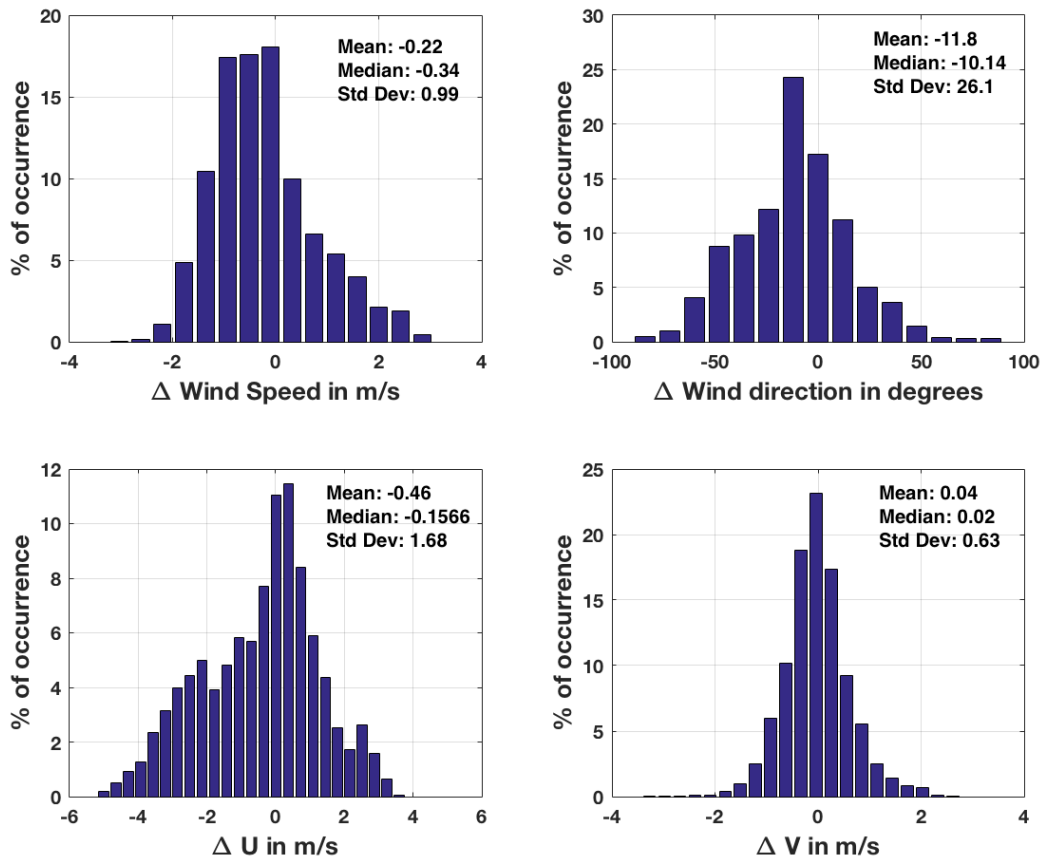 20
15
10
5
0
-4
-2
0
2
4
% of occurrence
Δ Wind Speed in m/s
Mean: -0.22
Median: -0.34
Std Dev: 0.99
30
25
20
15
10
5
0
-100
-50
0
50
100
% of occurrence
Δ Wind direction in degrees
Mean: -11.8
Median: -10.14
Std Dev: 26.1
12
10
8
6
4
2
0
-6
-4
-2
0
2
4
6
% of occurrence
Δ U in m/s
Mean: -0.46
Median: -0.1566
Std Dev: 1.68
25
20
15
10
5
0
-4
-2
0
2
4
% of occurrence
Δ V in m/s
Mean: 0.04
Median: 0.02
Std Dev: 0.63